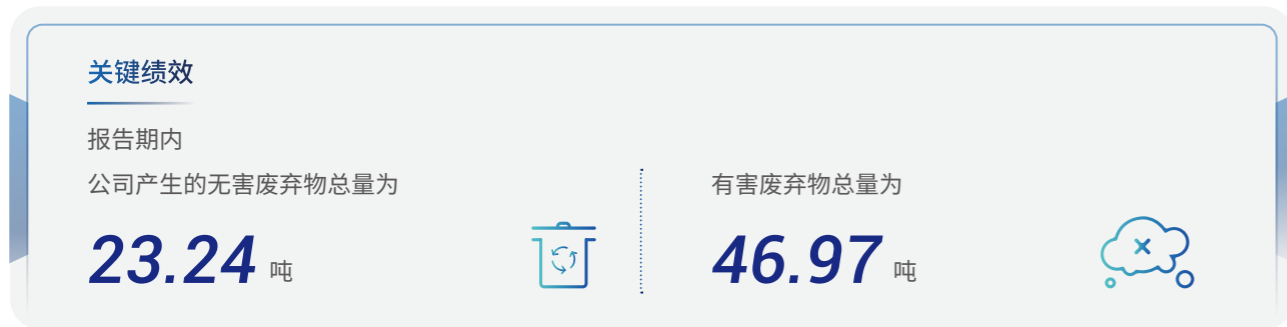 关键绩效
报告期内
公司产生的无害废弃物总量为
23.24 吨
有害废弃物总量为
46.97 吨